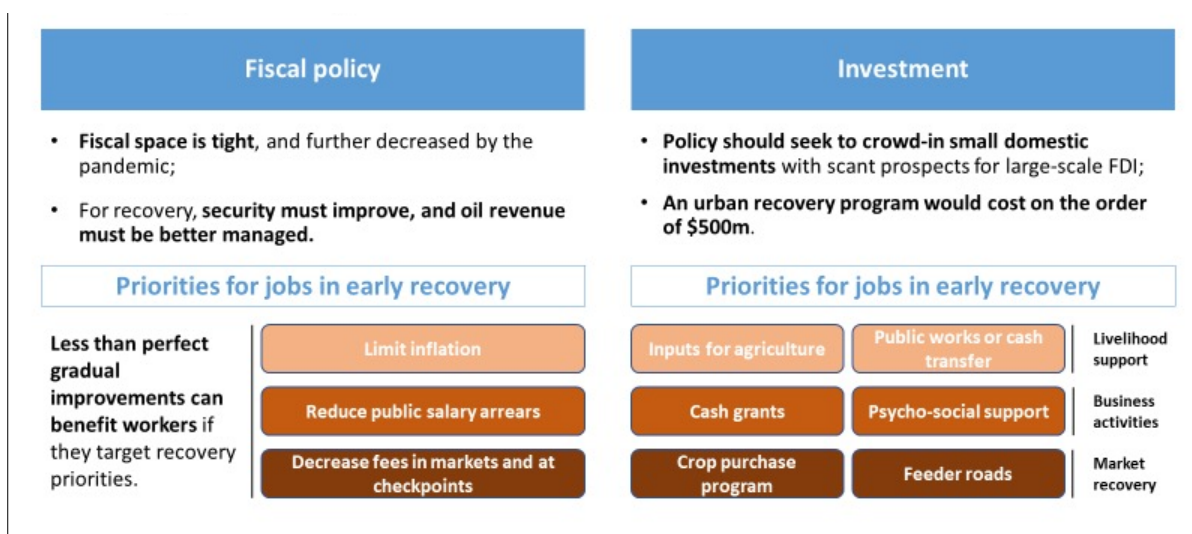 Fiscal policy
• Fiscal space is tight, and further decreased by the
pandemic;
• For recovery, security must improve, and oil revenue
must be better managed.
Priorities for jobs in early recovery
Less than perfect
gradual
improvements can
benefit workers if
they target recovery
priorities.
Limit inflation
Reduce public salary arrears
Decrease fees in markets and at
checkpoints
Investment
• Policy should seek to crowd-in small domestic
investments with scant prospects for large-scale FDI;
• An urban recovery program would cost on the order
of $500m.
Priorities for jobs in early recovery
Inputs for agriculture
Public works or cash
transfer
Livelihood
support
Cash grants
Psycho-social support
Business
activities
Crop purchase
program
Feeder roads
Market
recovery